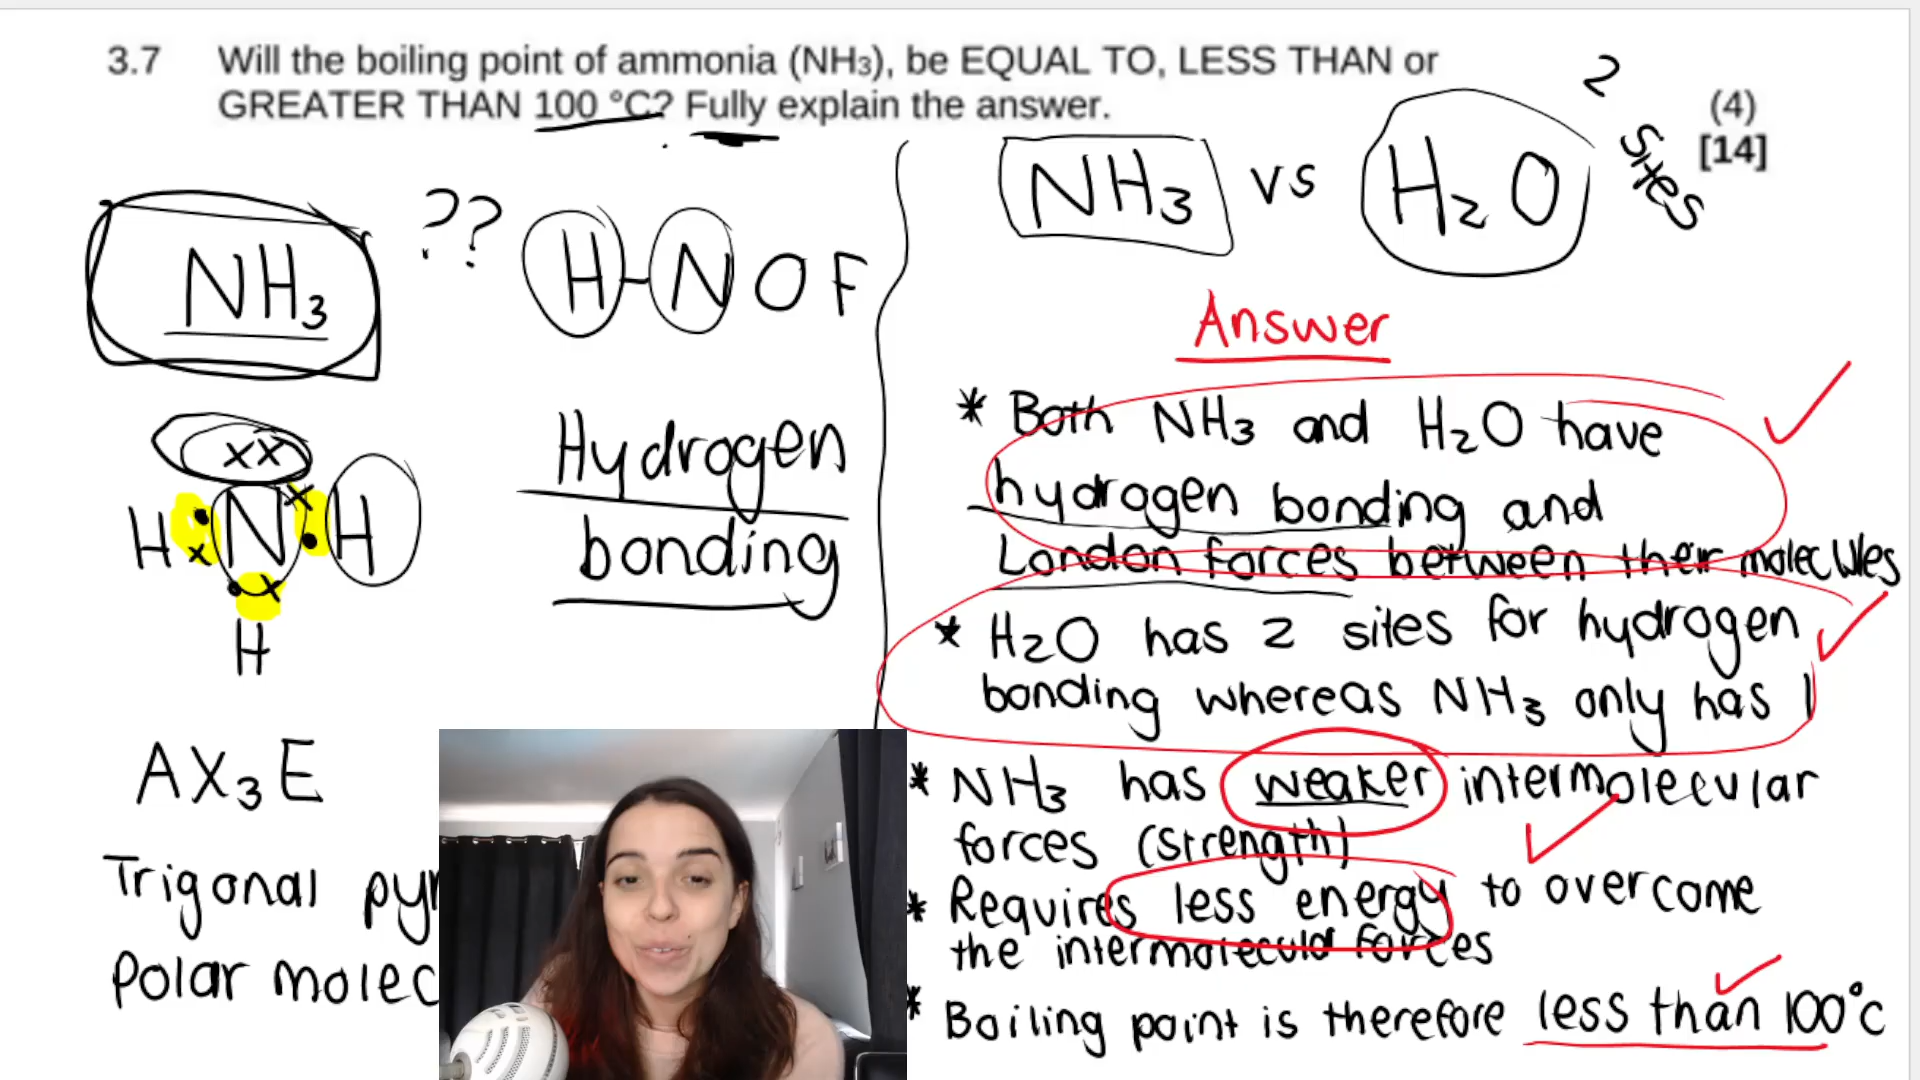 3.7 Will the boiling point of ammonia (NH₃), be EQUAL TO, LESS THAN or
GREATER THAN 100 °C? Fully explain the answer. (4)
[14]
NH₃ ??
H-N O F
xx
H N H
H
Hydrogen
bonding
AX₃E
Trigonal
Polar
NH₃ vs H₂O
2
sites
Answer
* Both NH₃ and H₂O have
hydrogen bonding and
London forces between their molecules
* H₂O has 2 sites for hydrogen
bonding whereas NH₃ only has 1
* NH₃ has weaker intermolecular
forces (strength)
* Requires less energy to overcome
the intermolecular forces
* Boiling point is therefore less than 100°c